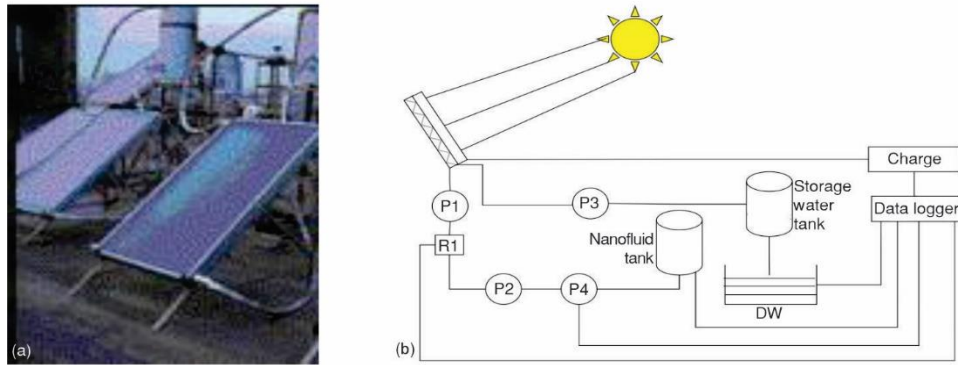 (a)
Charge
P3
Storage
water
tank
Data logger
P1
Nanofluid
tank
R1
P2
P4
DW
(b)